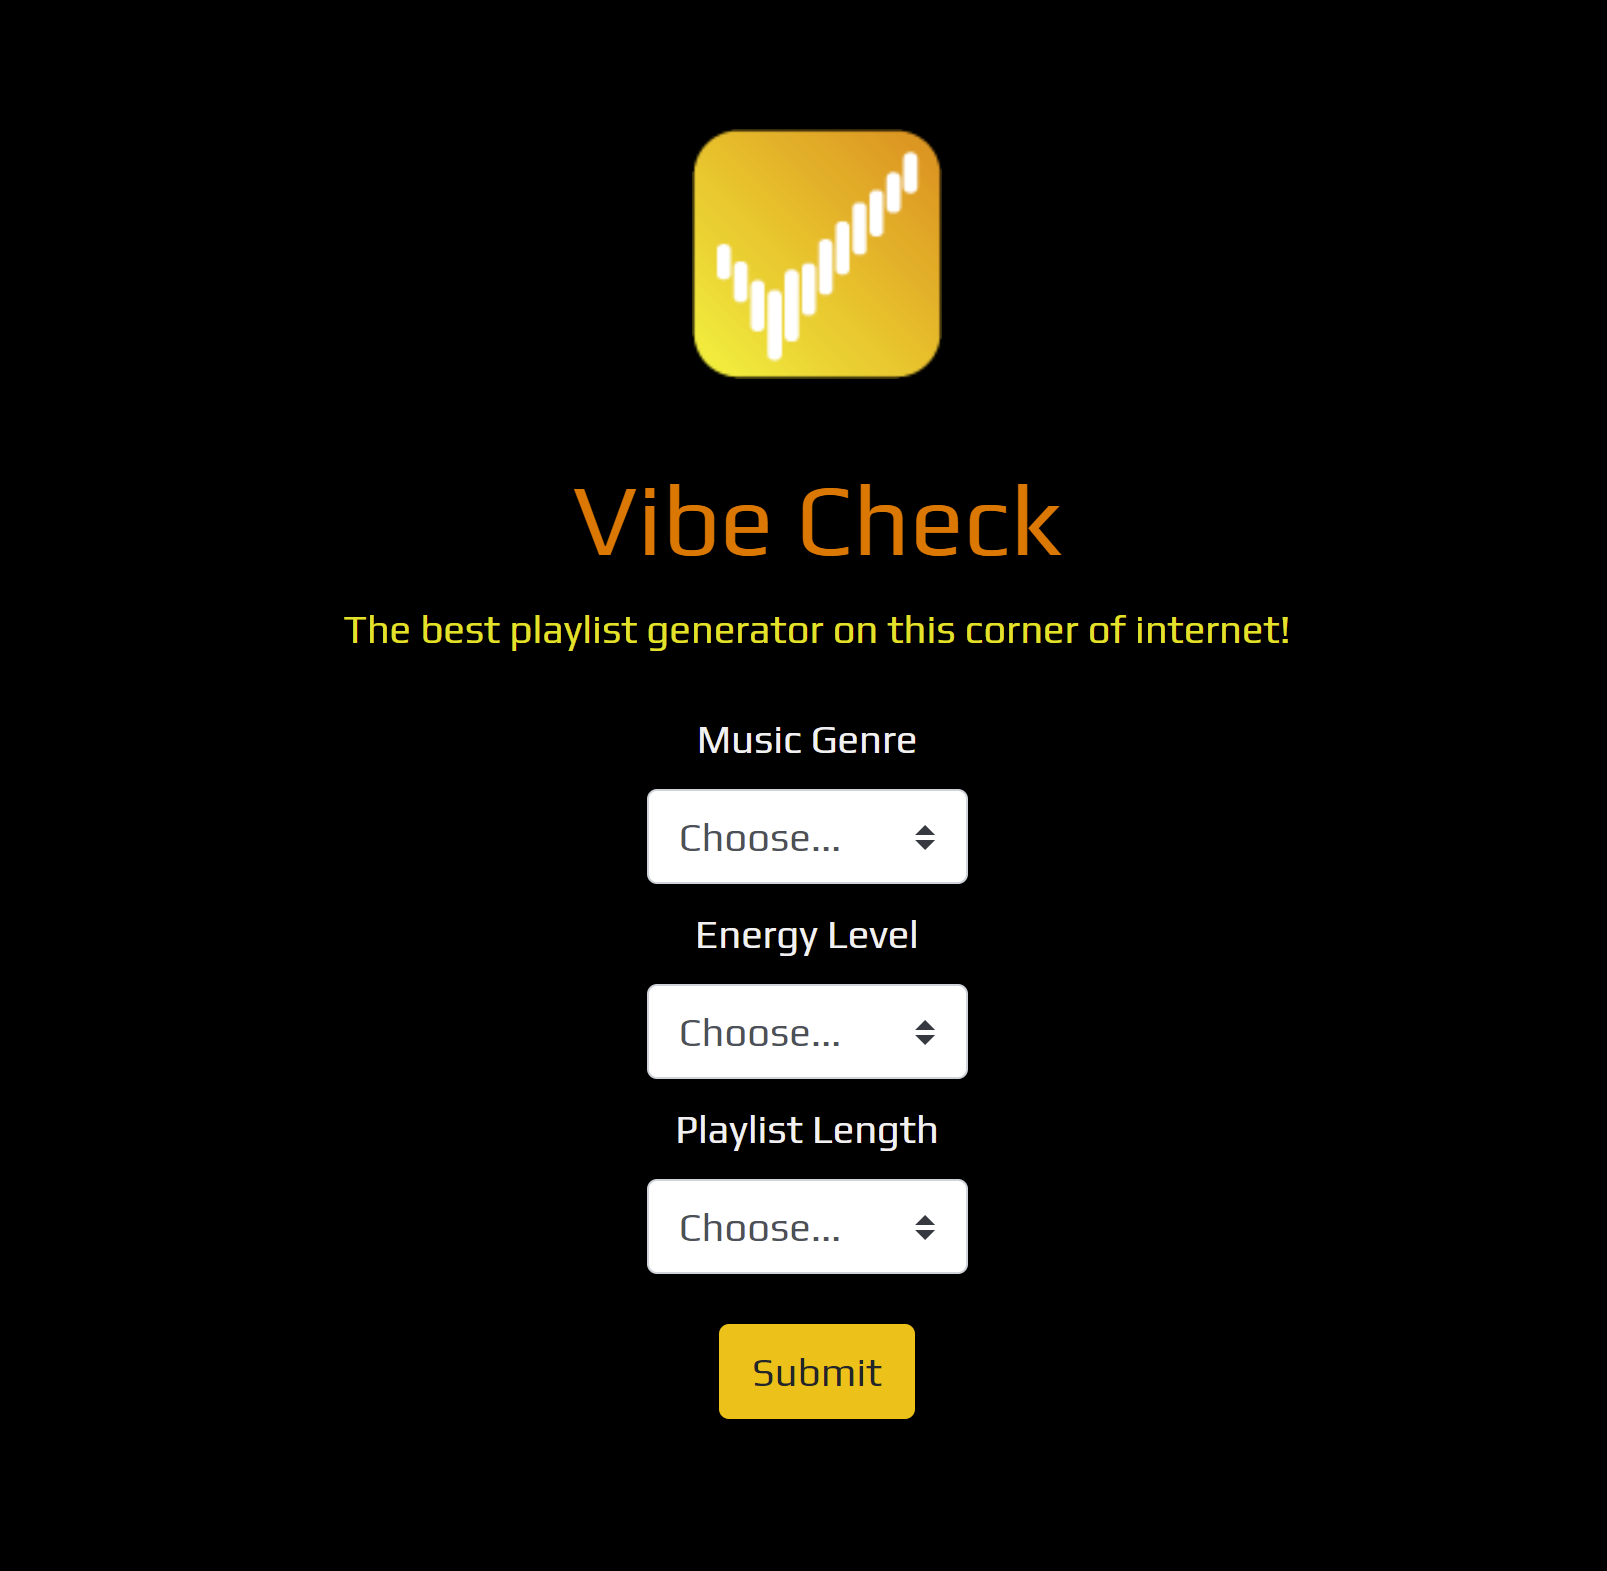 Vibe Check
The best playlist generator on this corner of internet!
Music Genre
Choose...
Energy Level
Choose...
Playlist Length
Choose...
Submit